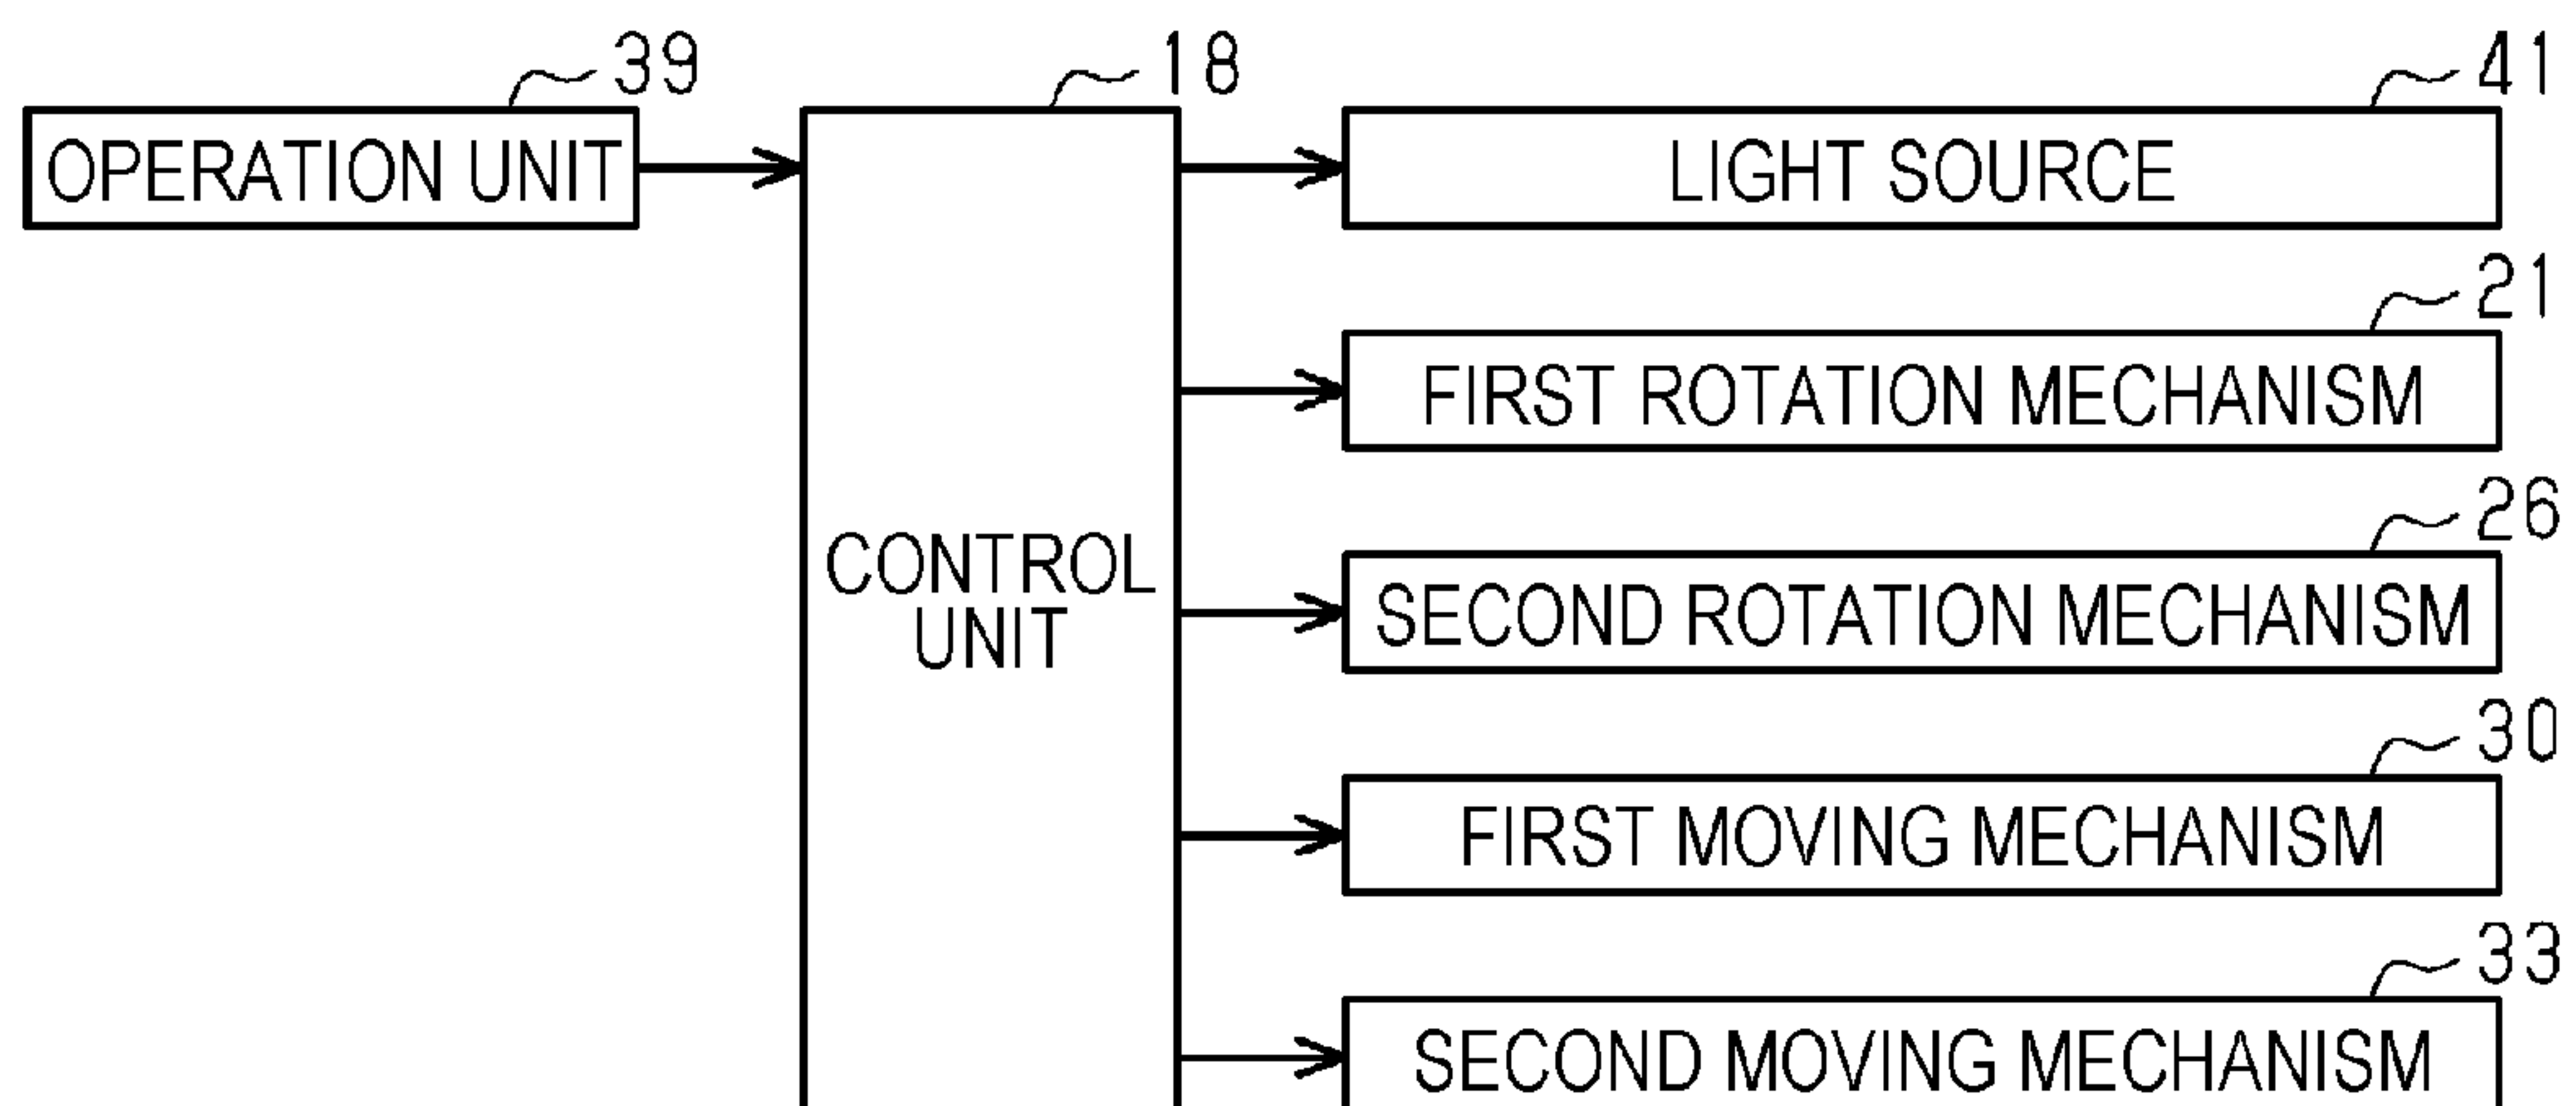 39
18
41
OPERATION UNIT
LIGHT SOURCE
21
FIRST ROTATION MECHANISM
26
CONTROL
UNIT
SECOND ROTATION MECHANISM
30
FIRST MOVING MECHANISM
33
SECOND MOVING MECHANISM